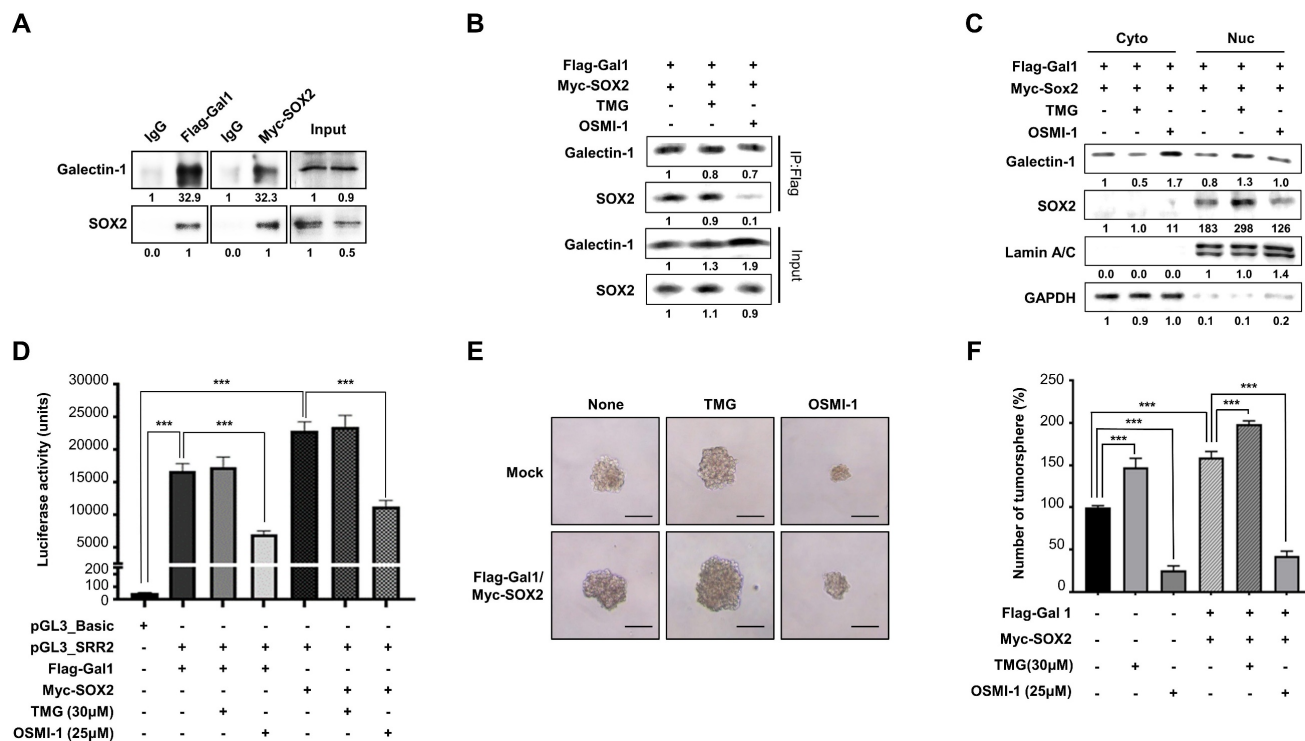 A
IgG Flag-Gal1 IgG Myc-SOX2 Input
Galectin-1
1 32.9 1 32.3 1 0.9
SOX2
0.0 1 0.0 1 1 0.5
B
Flag-Gal1 + + +
Myc-SOX2 + + +
TMG - + -
OSMI-1 - - +
Galectin-1
1 0.8 0.7
SOX2
1 0.9 0.1
IP:Flag
Galectin-1
1 1.3 1.9
SOX2
1 1.1 0.9
Input
C
Cyto Nuc
Flag-Gal1 + + + + + +
Myc-Sox2 + + + + + +
TMG - + - - + -
OSMI-1 - - + - - +
Galectin-1
1 0.5 1.7 0.8 1.3 1.0
SOX2
1 1.0 11 183 298 126
Lamin A/C
0.0 0.0 0.0 1 1.0 1.4
GAPDH
1 0.9 1.0 0.1 0.1 0.2
D
Luciferase activity (units)
30000
25000
20000
15000
10000
5000
200
100
0
*** *** *** ***
pGL3_Basic + - - - - - -
pGL3_SRR2 - + + + + + +
Flag-Gal1 - + + + - - -
Myc-SOX2 - - - - + + +
TMG (30µM) - - + - - + -
OSMI-1 (25µM) - - - + - - +
E
None TMG OSMI-1
Mock
Flag-Gal1/
Myc-SOX2
F
Number of tumorsphere (%)
250
200
150
100
50
0
*** *** *** *** ***
Flag-Gal 1 - - - + + +
Myc-SOX2 - - - + + +
TMG(30µM) - + - - + -
OSMI-1 (25µM) - - + - - +